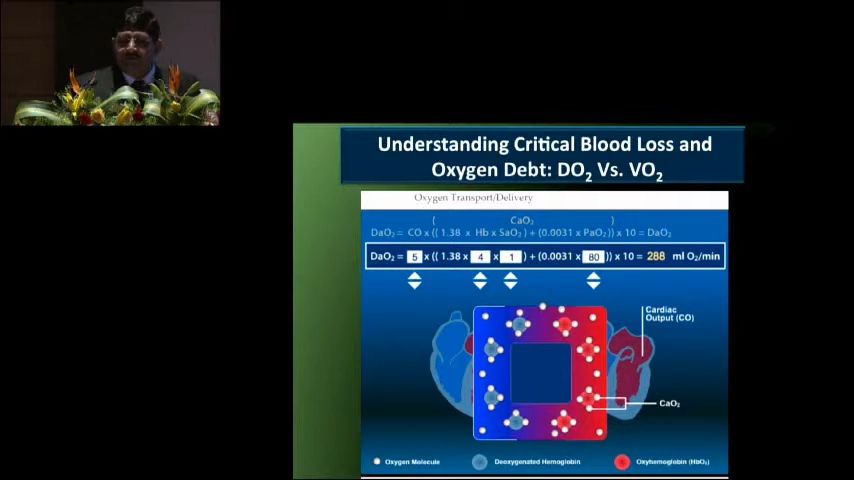 Understanding Critical Blood Loss and
Oxygen Debt: DO₂ Vs. VO₂
Oxygen Transport/Delivery
( CaO₂ )
DaO₂ = CO x (( 1.38 x Hb x SaO₂ ) + (0.0031 x PaO₂ )) x 10 = DaO₂
DaO₂ = 5 x (( 1.38 x 4 x 1 ) + (0.0031 x 80 )) x 10 = 288 ml O₂/min
Cardiac
Output (CO)
CaO₂
Oxygen Molecule
Deoxygenated Hemoglobin
Oxyhemoglobin (HbO₂)